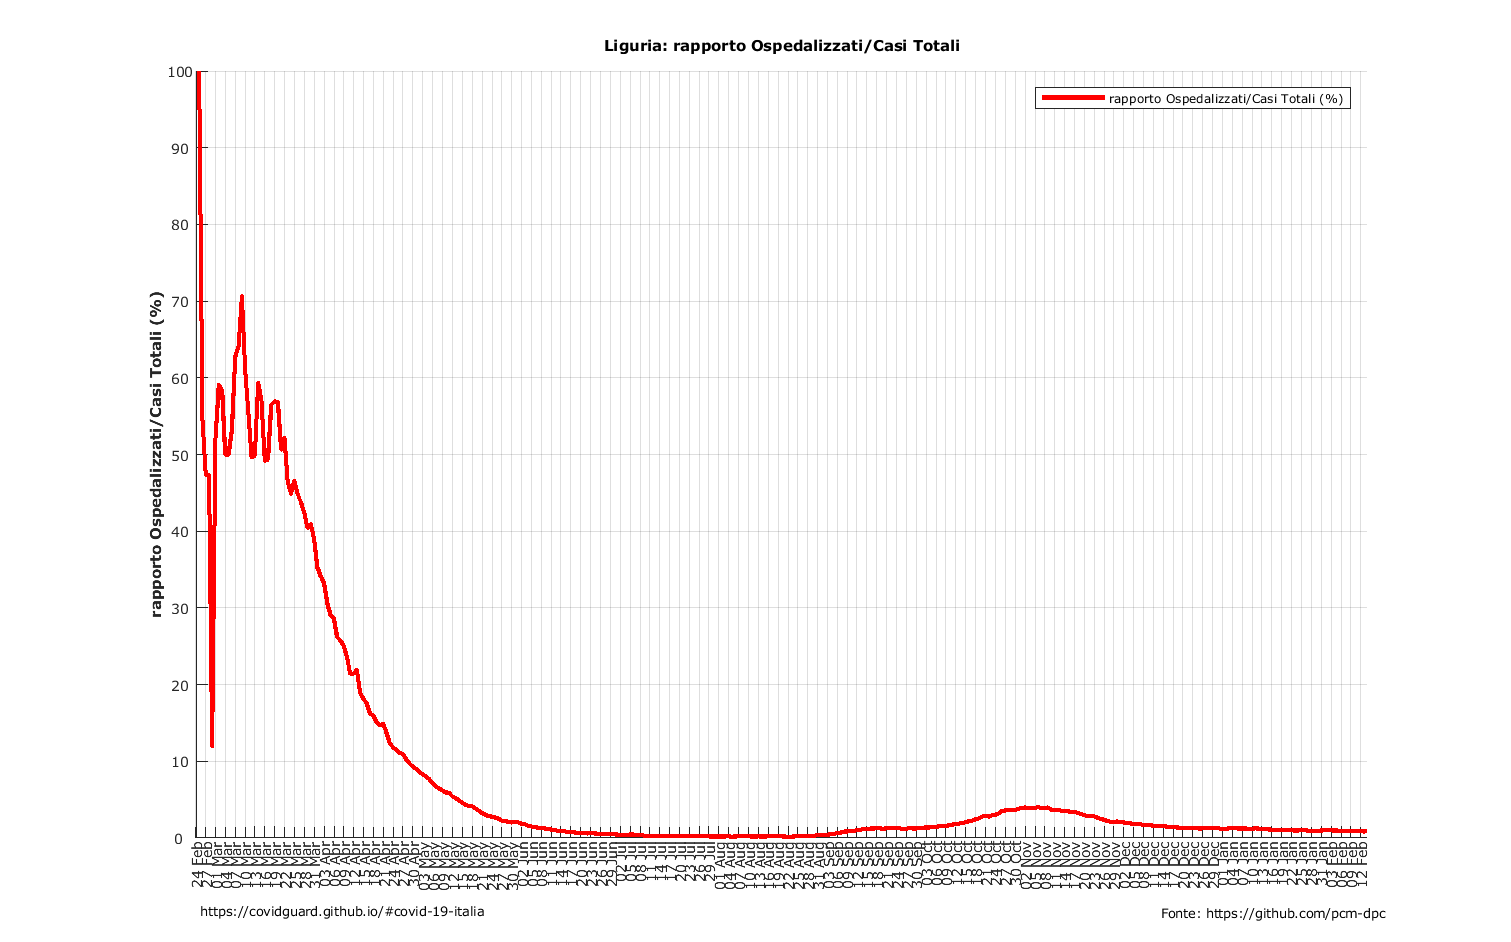 Liguria: rapporto Ospedalizzati/Casi Totali
rapporto Ospedalizzati/Casi Totali (%)
rapporto Ospedalizzati/Casi Totali (%)
100
90
80
70
60
50
40
30
20
10
0
24 Feb
27 Feb
01 Mar
04 Mar
07 Mar
10 Mar
13 Mar
16 Mar
19 Mar
22 Mar
25 Mar
28 Mar
31 Mar
03 Apr
06 Apr
09 Apr
12 Apr
15 Apr
18 Apr
21 Apr
24 Apr
27 Apr
30 Apr
03 May
06 May
09 May
12 May
15 May
18 May
21 May
24 May
27 May
30 May
02 Jun
05 Jun
08 Jun
11 Jun
14 Jun
17 Jun
20 Jun
23 Jun
26 Jun
29 Jun
02 Jul
05 Jul
08 Jul
11 Jul
14 Jul
17 Jul
20 Jul
23 Jul
26 Jul
29 Jul
01 Aug
04 Aug
07 Aug
10 Aug
13 Aug
16 Aug
19 Aug
22 Aug
25 Aug
28 Aug
31 Aug
03 Sep
06 Sep
09 Sep
12 Sep
15 Sep
18 Sep
21 Sep
24 Sep
27 Sep
30 Sep
03 Oct
06 Oct
09 Oct
12 Oct
15 Oct
18 Oct
21 Oct
24 Oct
27 Oct
30 Oct
02 Nov
05 Nov
08 Nov
11 Nov
14 Nov
17 Nov
20 Nov
23 Nov
26 Nov
29 Nov
02 Dec
05 Dec
08 Dec
11 Dec
14 Dec
17 Dec
20 Dec
23 Dec
26 Dec
29 Dec
01 Jan
04 Jan
07 Jan
10 Jan
13 Jan
16 Jan
19 Jan
22 Jan
25 Jan
28 Jan
31 Jan
03 Feb
06 Feb
09 Feb
12 Feb
https://covidguard.github.io/#covid-19-italia
Fonte: https://github.com/pcm-dpc